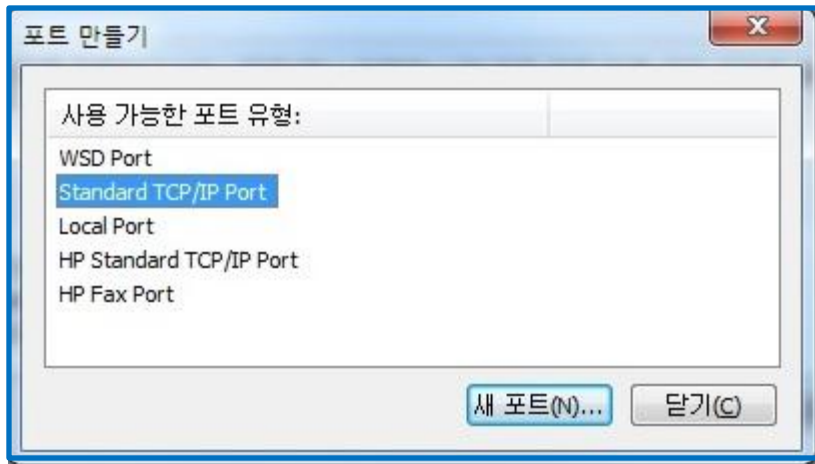 포트 만들기
사용 가능한 포트 유형:
WSD Port
Standard TCP/IP Port
Local Port
HP Standard TCP/IP Port
HP Fax Port
새 포트(N)... 닫기(C)